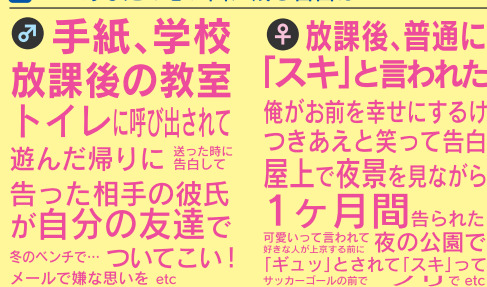 ♂手紙、学校
放課後の教室
トイレに呼び出されて
遊んだ帰りに 送った時に
告白して
告った相手の彼氏
が自分の友達で
冬のベンチで… ついてこい！
メールで嫌な思いを etc
♀放課後、普通に
「スキ」と言われた
俺がお前を幸せにするけ
つきあえと笑って告白
屋上で夜景を見ながら
1ヶ月間告られた
可愛いって言われて 夜の公園で
好きな人が上京する前に
「ギュッ」とされて「スキ」って
サッカーゴールの前で
で etc